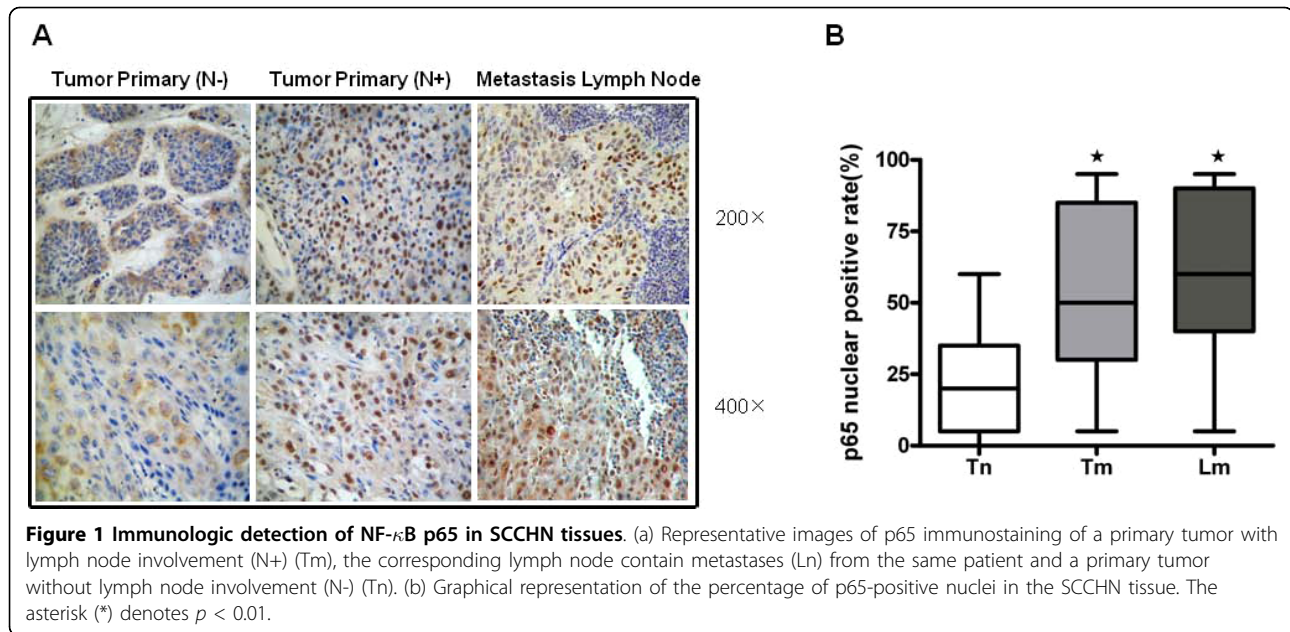 A
B
Tumor Primary (N-)
Tumor Primary (N+)
Metastasis Lymph Node
200×
400×
p65 nuclear positive rate(%)
100
75
50
25
0
★
★
Tn
Tm
Lm
Figure 1 Immunologic detection of NF-κB p65 in SCCHN tissues. (a) Representative images of p65 immunostaining of a primary tumor with
lymph node involvement (N+) (Tm), the corresponding lymph node contain metastases (Ln) from the same patient and a primary tumor
without lymph node involvement (N-) (Tn). (b) Graphical representation of the percentage of p65-positive nuclei in the SCCHN tissue. The
asterisk (*) denotes p < 0.01.